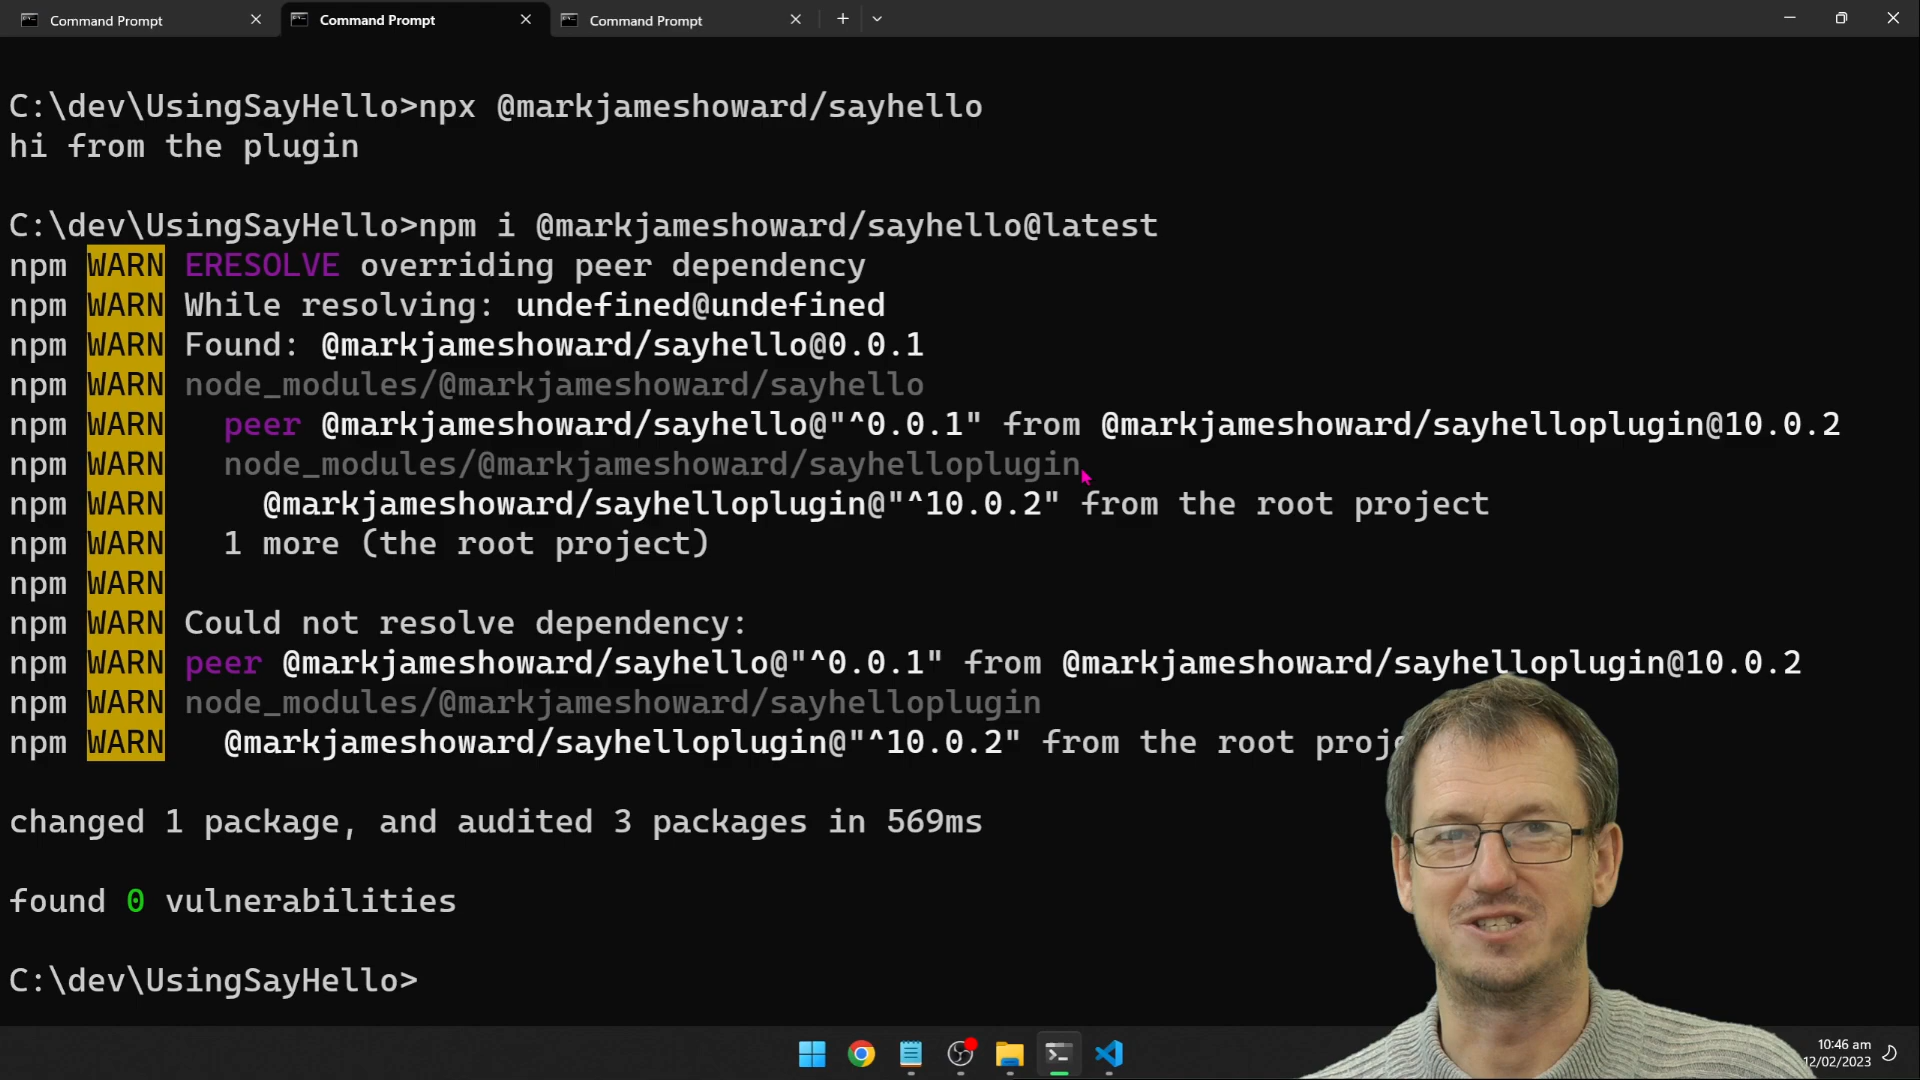 Command Prompt
Command Prompt
Command Prompt
C:\dev\UsingSayHello>npx @markjameshoward/sayhello
hi from the plugin
C:\dev\UsingSayHello>npm i @markjameshoward/sayhello@latest
npm WARN ERESOLVE overriding peer dependency
npm WARN While resolving: undefined@undefined
npm WARN Found: @markjameshoward/sayhello@0.0.1
npm WARN node_modules/@markjameshoward/sayhello
npm WARN   peer @markjameshoward/sayhello@"^0.0.1" from @markjameshoward/sayhelloplugin@10.0.2
npm WARN   node_modules/@markjameshoward/sayhelloplugin
npm WARN     @markjameshoward/sayhelloplugin@"^10.0.2" from the root project
npm WARN   1 more (the root project)
npm WARN
npm WARN Could not resolve dependency:
npm WARN peer @markjameshoward/sayhello@"^0.0.1" from @markjameshoward/sayhelloplugin@10.0.2
npm WARN node_modules/@markjameshoward/sayhelloplugin
npm WARN   @markjameshoward/sayhelloplugin@"^10.0.2" from the root
changed 1 package, and audited 3 packages in 569ms
found 0 vulnerabilities
C:\dev\UsingSayHello>
10:46 am
12/02/2023